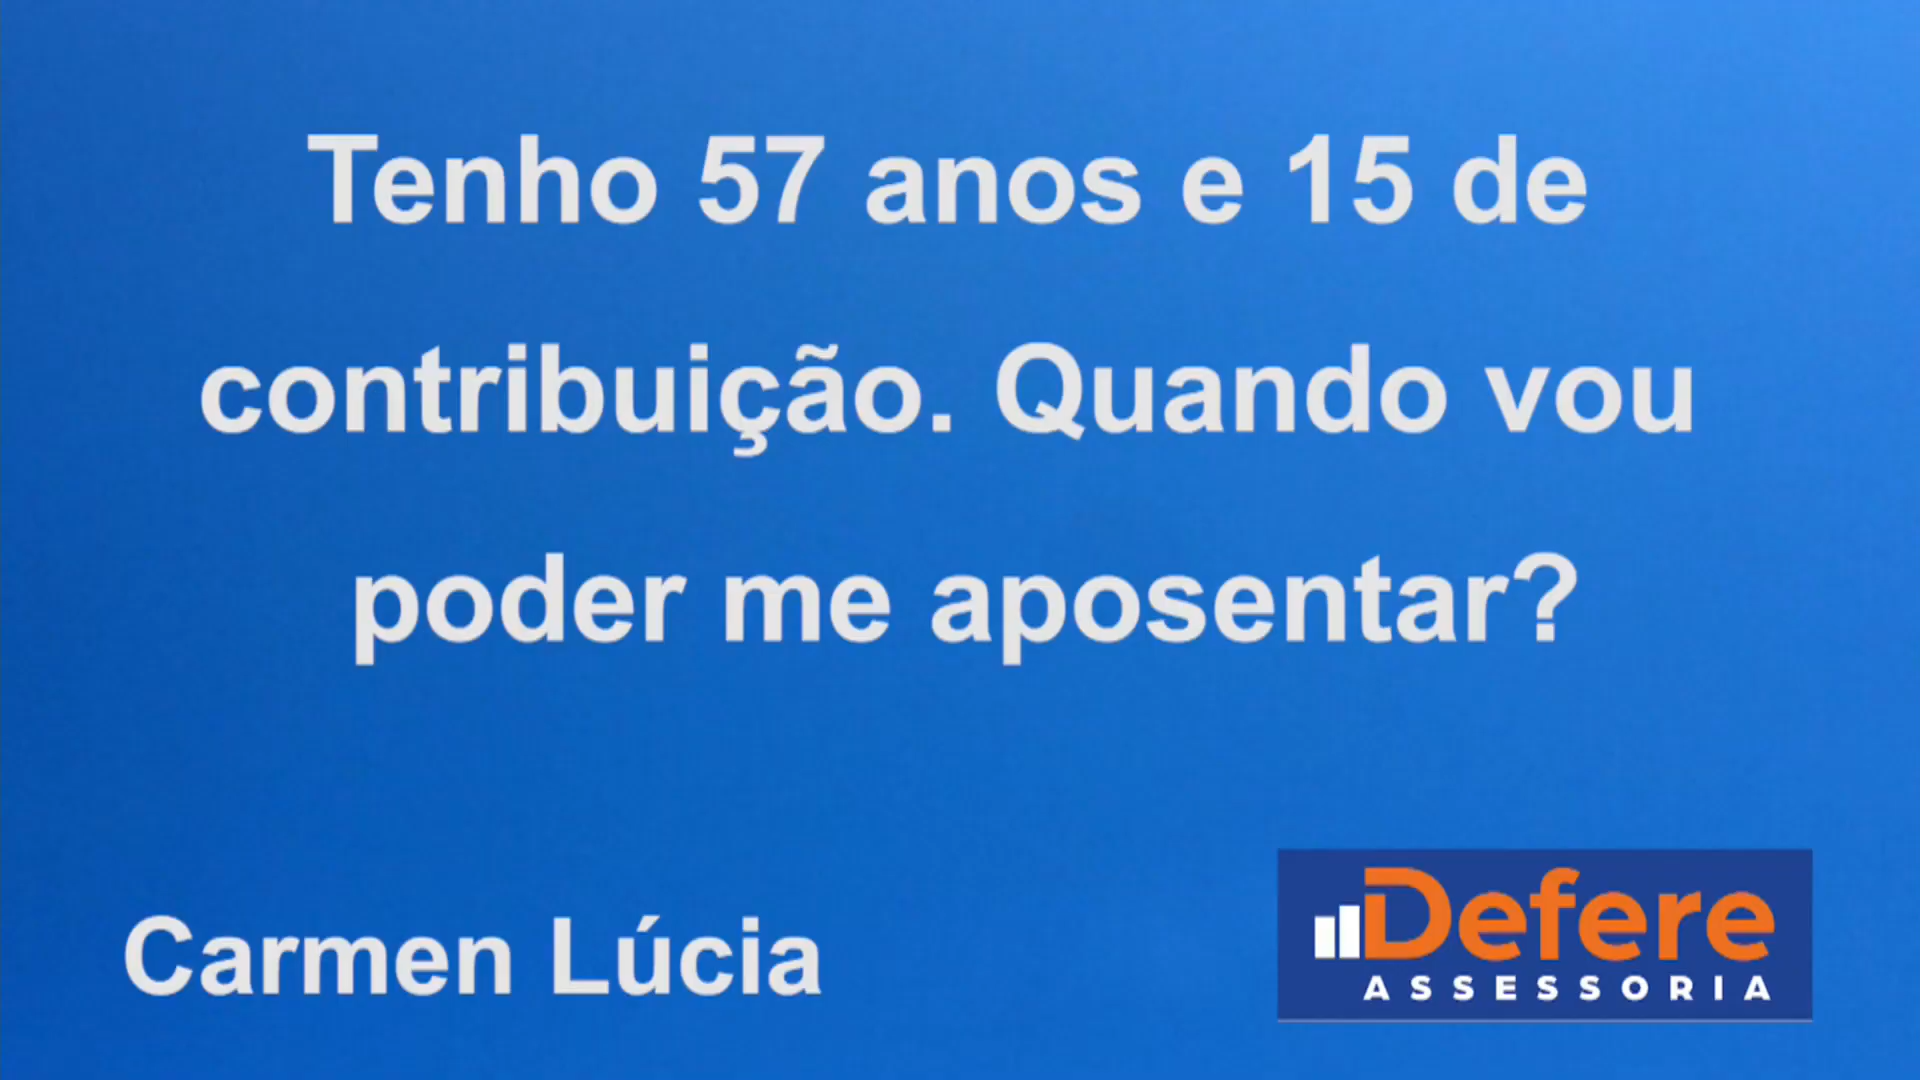 Tenho 57 anos e 15 de
contribuição. Quando vou
poder me aposentar?
Carmen Lúcia
Defere
ASSESSORIA